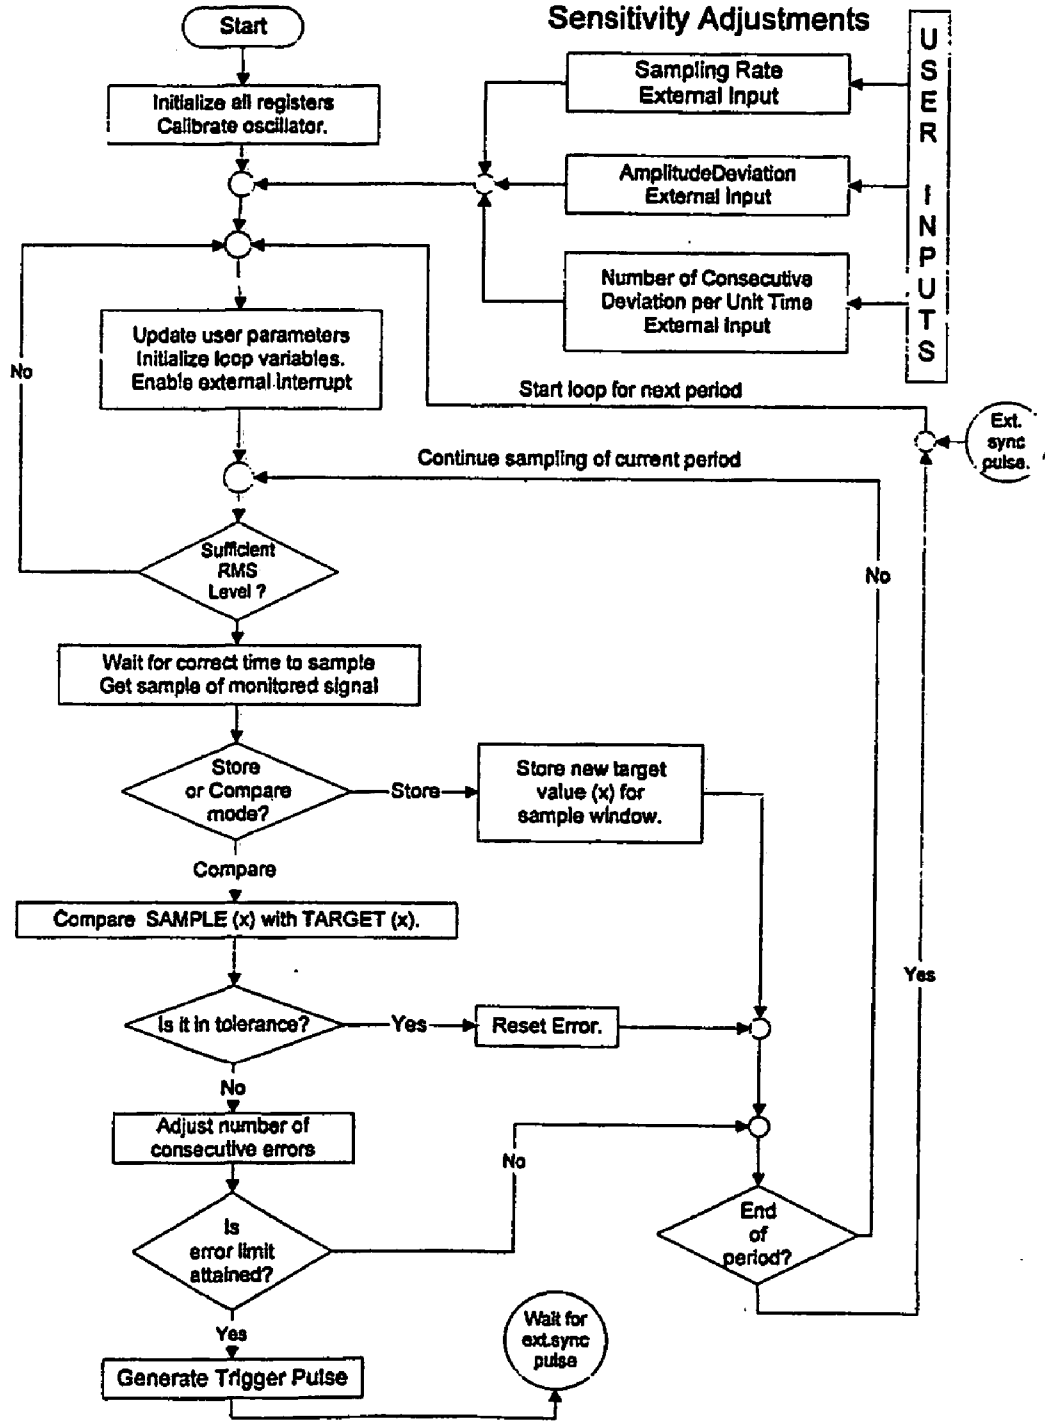 Sensitivity Adjustments
Start
Initialize all registers
Calibrate oscillator.
Sampling Rate
External Input
AmplitudeDeviation
External Input
Number of Consecutive
Deviation per Unit Time
External Input
USER INPUTS
Update user parameters
Initialize loop variables.
Enable external interrupt
No
Start loop for next period
Ext.
sync
pulse.
Continue sampling of current period
Sufficient
RMS
Level ?
No
Wait for correct time to sample
Get sample of monitored signal
Store
or Compare
mode?
Store
Store new target
value (x) for
sample window.
Compare
Compare SAMPLE (x) with TARGET (x).
Yes
Is it in tolerance?
Yes
Reset Error.
No
Adjust number of
consecutive errors
No
Is
error limit
attained?
End
of
period?
Yes
Wait for
ext.sync
pulse
Generate Trigger Pulse